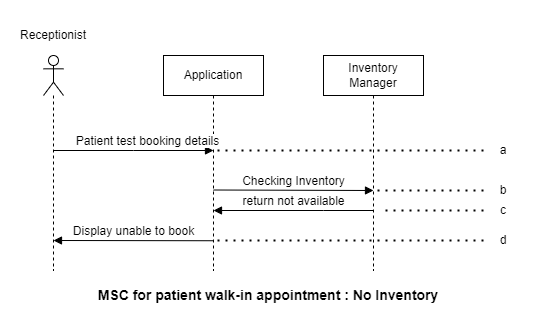 Receptionist
Application
Inventory
Manager
Patient test booking details
a
Checking Inventory
b
return not available
c
Display unable to book
d
MSC for patient walk-in appointment : No Inventory